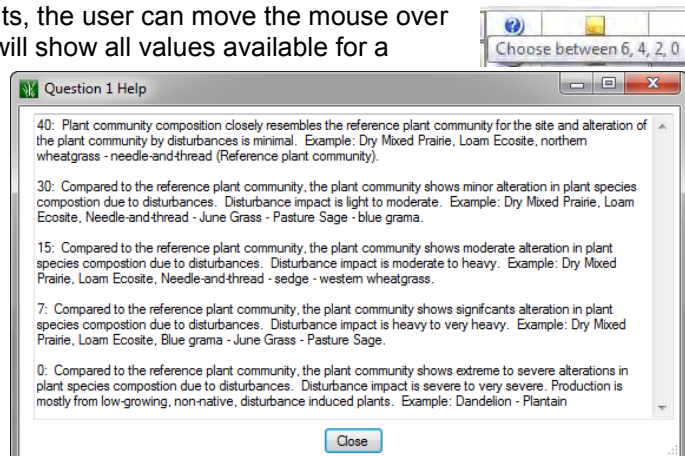 ts, the user can move the mouse over
will show all values available for a
Choose between 6, 4, 2, 0
Question 1 Help
40: Plant community composition closely resembles the reference plant community for the site and alteration of
the plant community by disturbances is minimal. Example: Dry Mixed Prairie, Loam Ecosite, northern
wheatgrass - needle-and-thread (Reference plant community).
30: Compared to the reference plant community, the plant community shows minor alteration in plant species
compostion due to disturbances. Disturbance impact is light to moderate. Example: Dry Mixed Prairie, Loam
Ecosite, Needle-and-thread - June Grass - Pasture Sage - blue grama.
15: Compared to the reference plant community, the plant community shows moderate alteration in plant
species compostion due to disturbances. Disturbance impact is moderate to heavy. Example: Dry Mixed
Prairie, Loam Ecosite, Needle-and-thread - sedge - western wheatgrass.
7: Compared to the reference plant community, the plant community shows signifcants alteration in plant
species compostion due to disturbances. Disturbance impact is heavy to very heavy. Example: Dry Mixed
Prairie, Loam Ecosite, Blue grama - June Grass - Pasture Sage.
0: Compared to the reference plant community, the plant community shows extreme to severe alterations in
plant species compostion due to disturbances. Disturbance impact is severe to very severe. Production is
mostly from low-growing, non-native, disturbance induced plants. Example: Dandelion - Plantain
Close